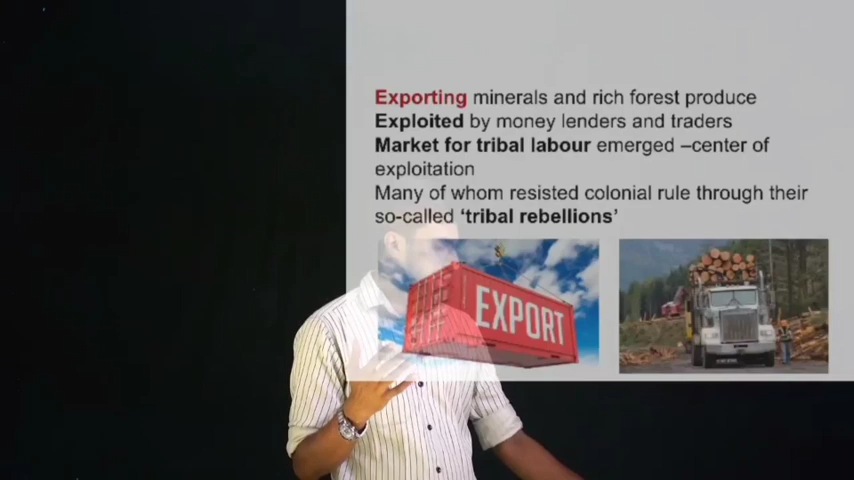 Exporting minerals and rich forest produce
Exploited by money lenders and traders
Market for tribal labour emerged –center of
exploitation
Many of whom resisted colonial rule through their
so-called ‘tribal rebellions’
EXPORT